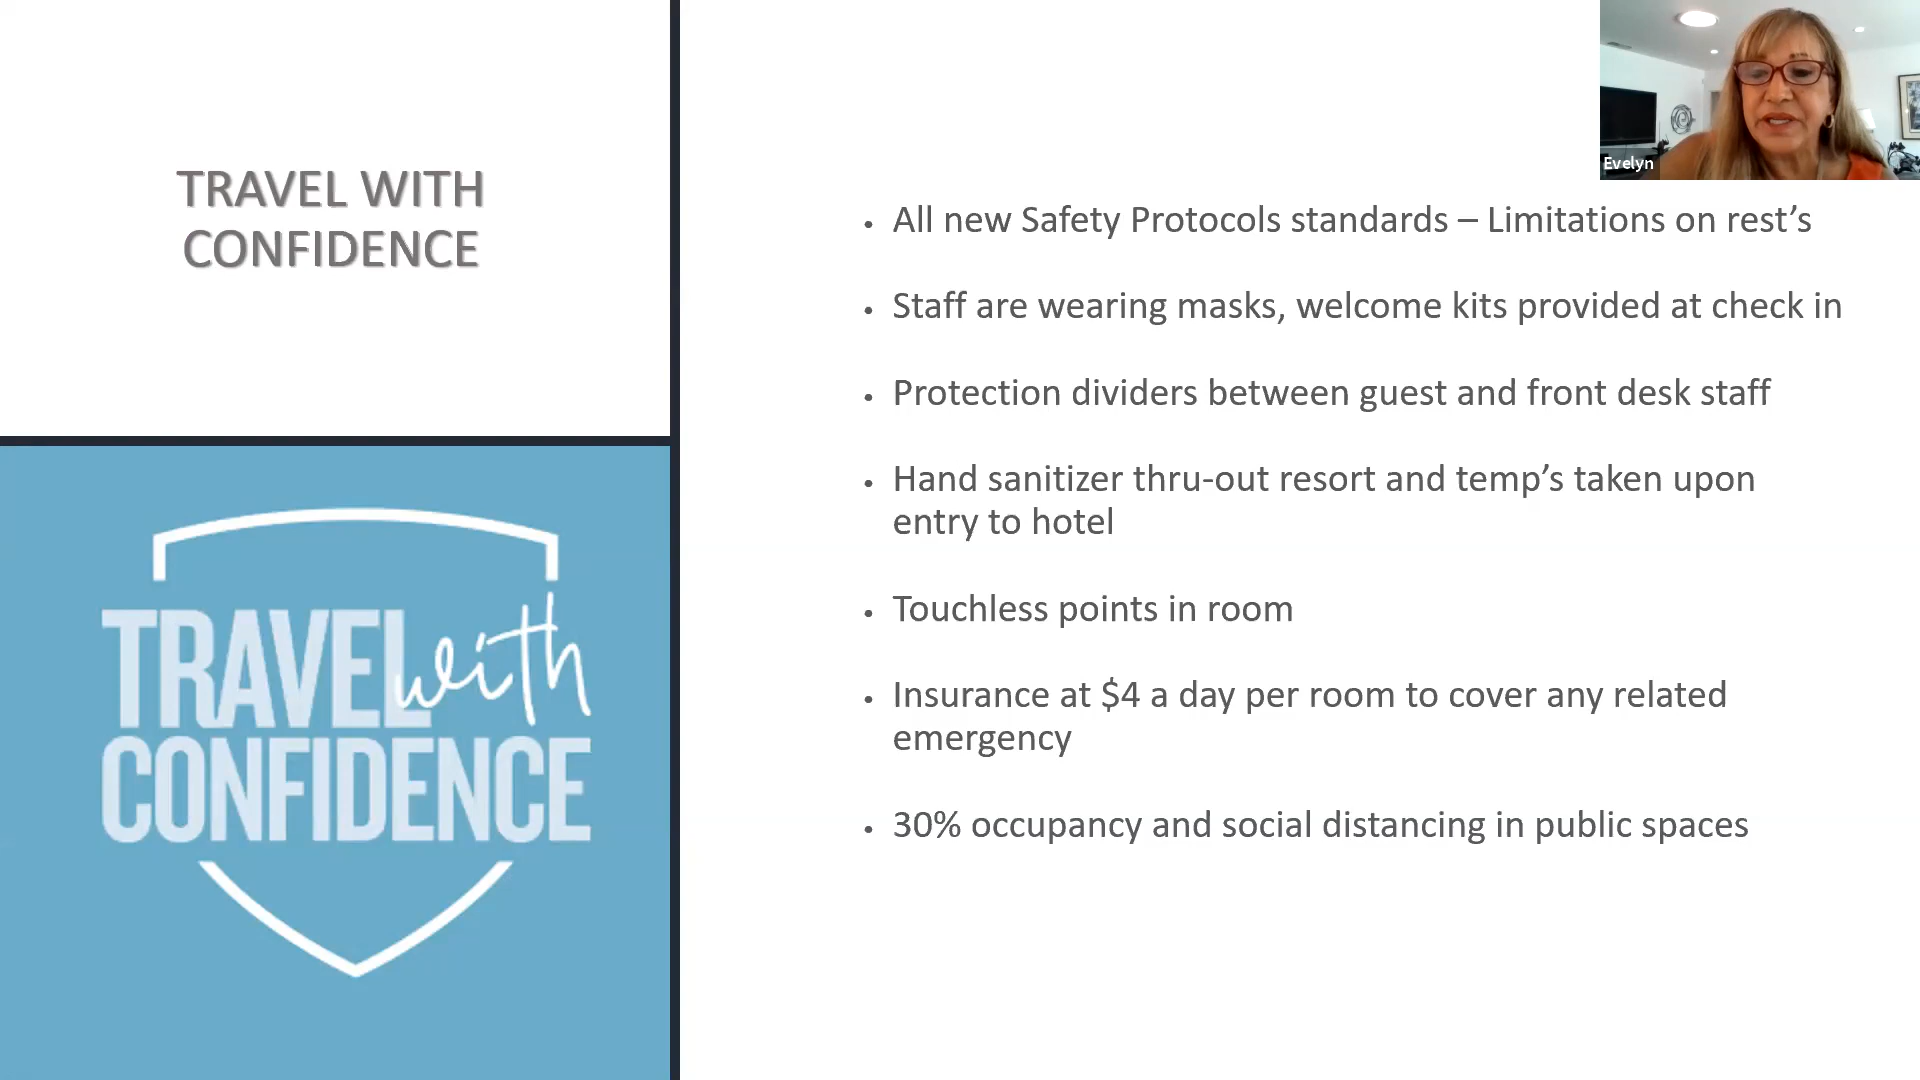 TRAVEL WITH
CONFIDENCE
TRAVEL with
CONFIDENCE
Evelyn
• All new Safety Protocols standards – Limitations on rest’s
• Staff are wearing masks, welcome kits provided at check in
• Protection dividers between guest and front desk staff
• Hand sanitizer thru-out resort and temp’s taken upon
entry to hotel
• Touchless points in room
• Insurance at $4 a day per room to cover any related
emergency
• 30% occupancy and social distancing in public spaces